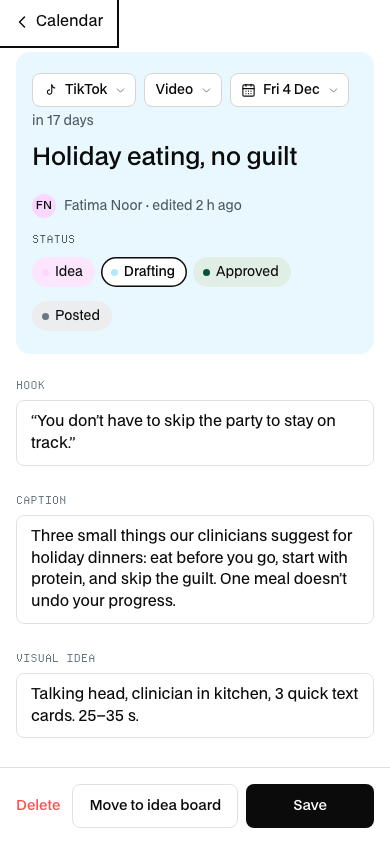 Calendar
TikTok
Video
Fri 4 Dec
in 17 days
Holiday eating, no guilt
FN
Fatima Noor · edited 2 h ago
STATUS
Idea
Drafting
Approved
Posted
HOOK
“You don’t have to skip the party to stay on
track.”
CAPTION
Three small things our clinicians suggest for
holiday dinners: eat before you go, start with
protein, and skip the guilt. One meal doesn’t
undo your progress.
VISUAL IDEA
Talking head, clinician in kitchen, 3 quick text
cards. 25–35 s.
Delete
Move to idea board
Save